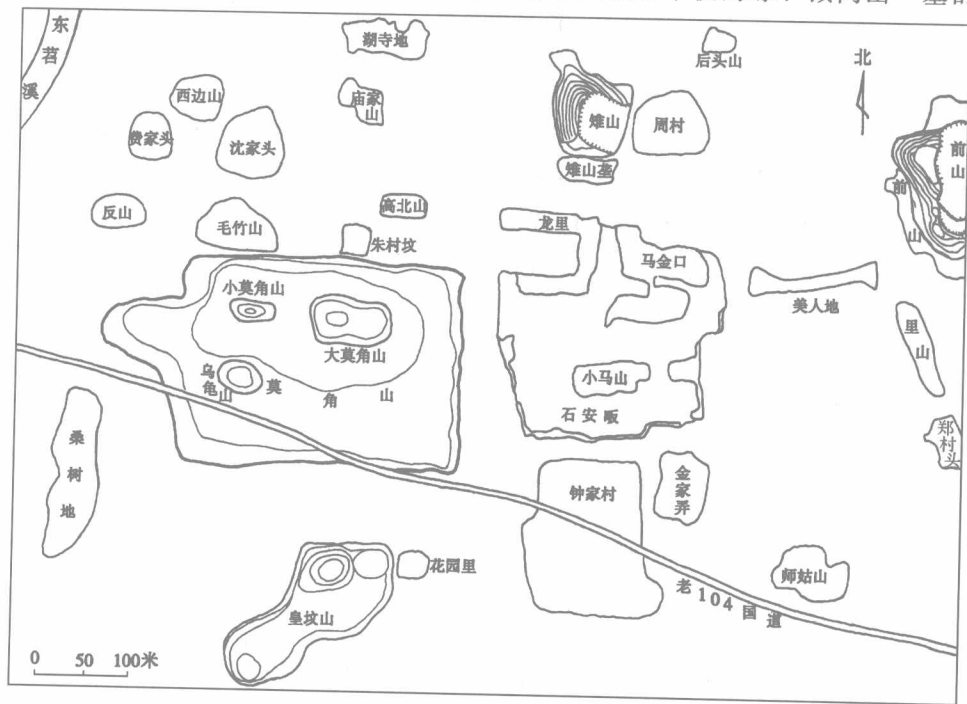 湖寺地
后头山
东苕溪
北
西边山
庙家山
雉山
周村
费家头
沈家头
前山
雉山垄
前山
反山
高北山
毛竹山
龙里
朱村坟
马金口
小莫角山
美人地
大莫角山
里山
乌龟山
莫角山
小马山
石安畈
桑树地
郑村头
钟家村
金家弄
花园里
师姑山
老104国道
皇坟山
0 50 100米